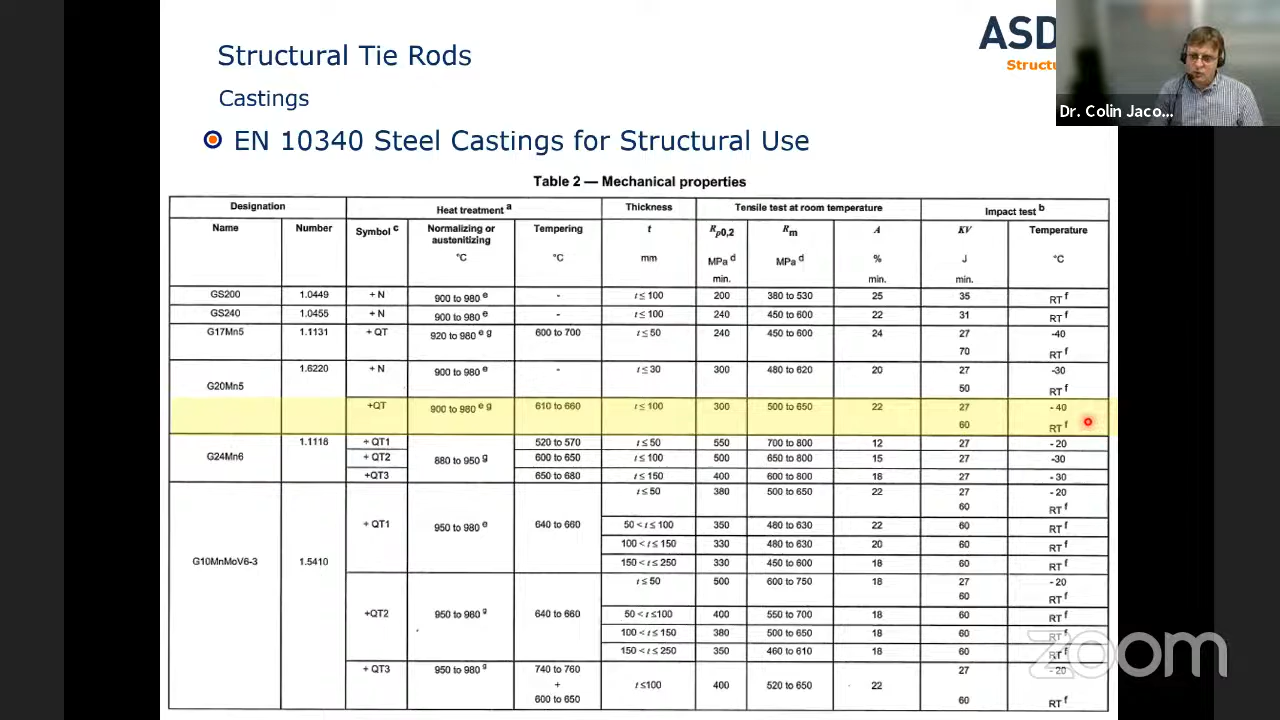 Structural Tie Rods
ASD
Structu
Castings
Dr. Colin Jaco...
EN 10340 Steel Castings for Structural Use
Table 2 — Mechanical properties
Designation Heat treatment a Thickness Tensile test at room temperature Impact test b
Name Number Symbol c Normalizing or austenitizing Tempering t Rp0,2 Rm A KV Temperature
°C °C mm MPa d MPa d % J °C
min. min. min.
GS200 1.0449 + N 900 to 980 e - t ≤ 100 200 380 to 530 25 35 RT f
GS240 1.0455 + N 900 to 980 e - t ≤ 100 240 450 to 600 22 31 RT f
G17Mn5 1.1131 + QT 920 to 980 e g 600 to 700 t ≤ 50 240 450 to 600 24 27 -40
70 RT f
G20Mn5 1.6220 + N 900 to 980 e - t ≤ 30 300 480 to 620 20 27 -30
50 RT f
+QT 900 to 980 e g 610 to 660 t ≤ 100 300 500 to 650 22 27 - 40
60 RT f
G24Mn6 1.1118 + QT1 880 to 950 g 520 to 570 t ≤ 50 550 700 to 800 12 27 - 20
+ QT2 600 to 650 t ≤ 100 500 650 to 800 15 27 -30
+QT3 650 to 680 t ≤ 150 400 600 to 800 18 27 - 30
G10MnMoV6-3 1.5410 + QT1 950 to 980 e 640 to 660 t ≤ 50 380 500 to 650 22 27 - 20
60 RT f
50 < t ≤ 100 350 480 to 630 22 60 RT f
100 < t ≤ 150 330 480 to 630 20 60 RT f
150 < t ≤ 250 330 450 to 600 18 60 RT f
+QT2 950 to 980 g 640 to 660 t ≤ 50 500 600 to 750 18 27 - 20
60 RT f
50 < t ≤100 400 550 to 700 18 60 RT f
100 < t ≤ 150 380 500 to 650 18 60 RT f
150 < t ≤ 250 350 460 to 610 18 60 RT f
+ QT3 950 to 980 g 740 to 760 + 600 to 650 t ≤100 400 520 to 650 22 27 - 20
60 RT f
zoom